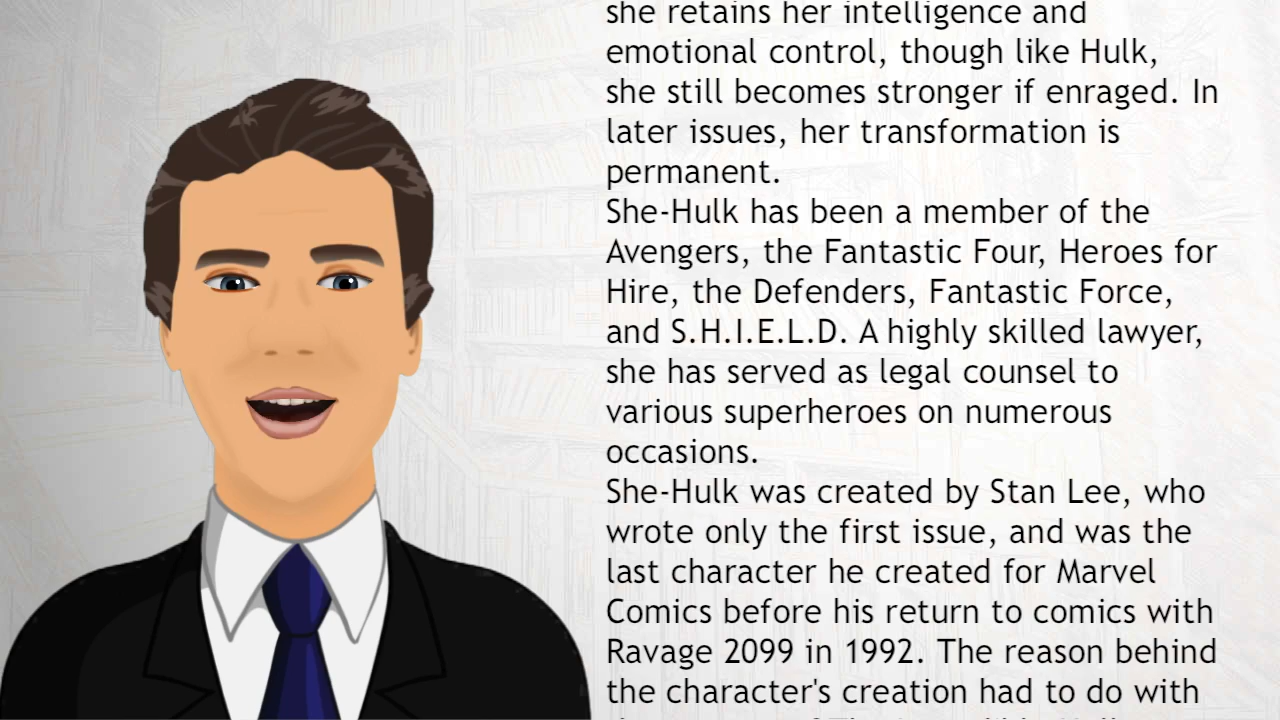 she retains her intelligence and
emotional control, though like Hulk,
she still becomes stronger if enraged. In
later issues, her transformation is
permanent.
She-Hulk has been a member of the
Avengers, the Fantastic Four, Heroes for
Hire, the Defenders, Fantastic Force,
and S.H.I.E.L.D. A highly skilled lawyer,
she has served as legal counsel to
various superheroes on numerous
occasions.
She-Hulk was created by Stan Lee, who
wrote only the first issue, and was the
last character he created for Marvel
Comics before his return to comics with
Ravage 2099 in 1992. The reason behind
the character's creation had to do with